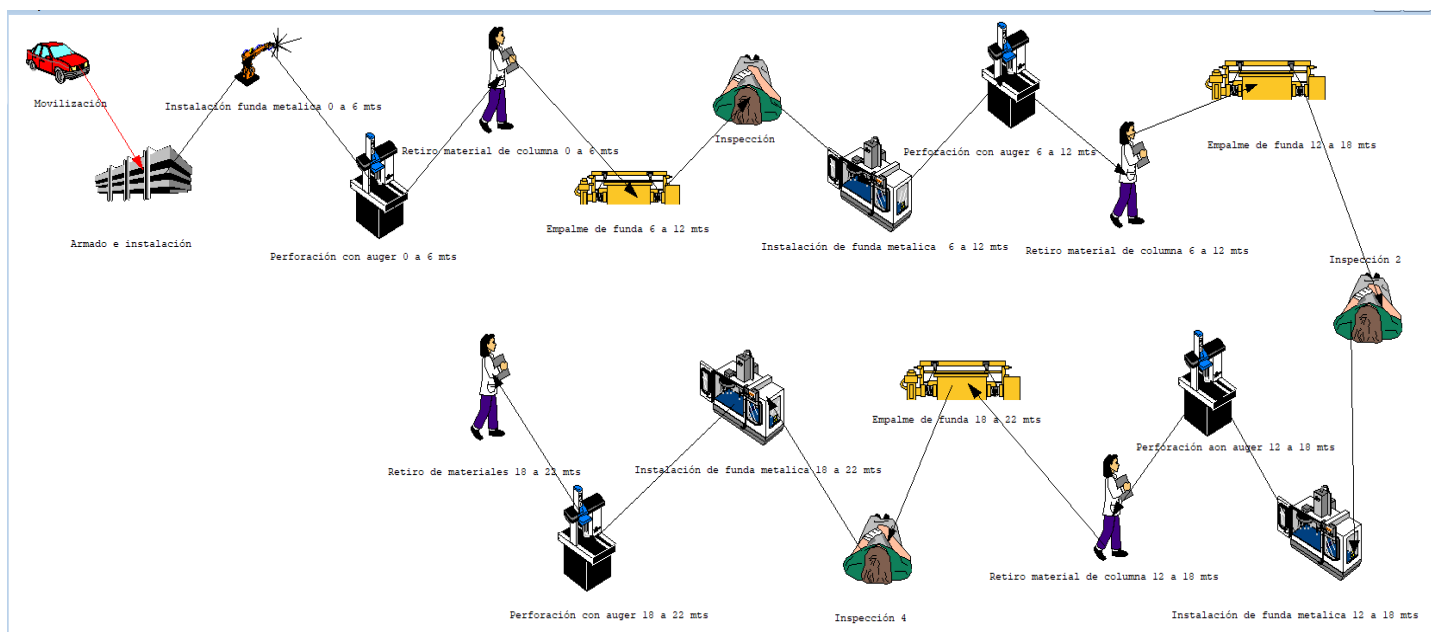 Movilización
Instalación funda metalica 0 a 6 mts
Retiro material de columna 0 a 6 mts
Inspección
Perforación con auger 6 a 12 mts
Empalme de funda 12 a 18 mts
Armado e instalación
Perforación con auger 0 a 6 mts
Empalme de funda 6 a 12 mts
Instalación de funda metalica 6 a 12 mts
Retiro material de columna 6 a 12 mts
Inspección 2
Retiro de materiales 18 a 22 mts
Instalación de funda metalica 18 a 22 mts
Empalme de funda 18 a 22 mts
Perforación aon auger 12 a 18 mts
Perforación con auger 18 a 22 mts
Inspección 4
Retiro material de columna 12 a 18 mts
Instalación de funda metalica 12 a 18 mts